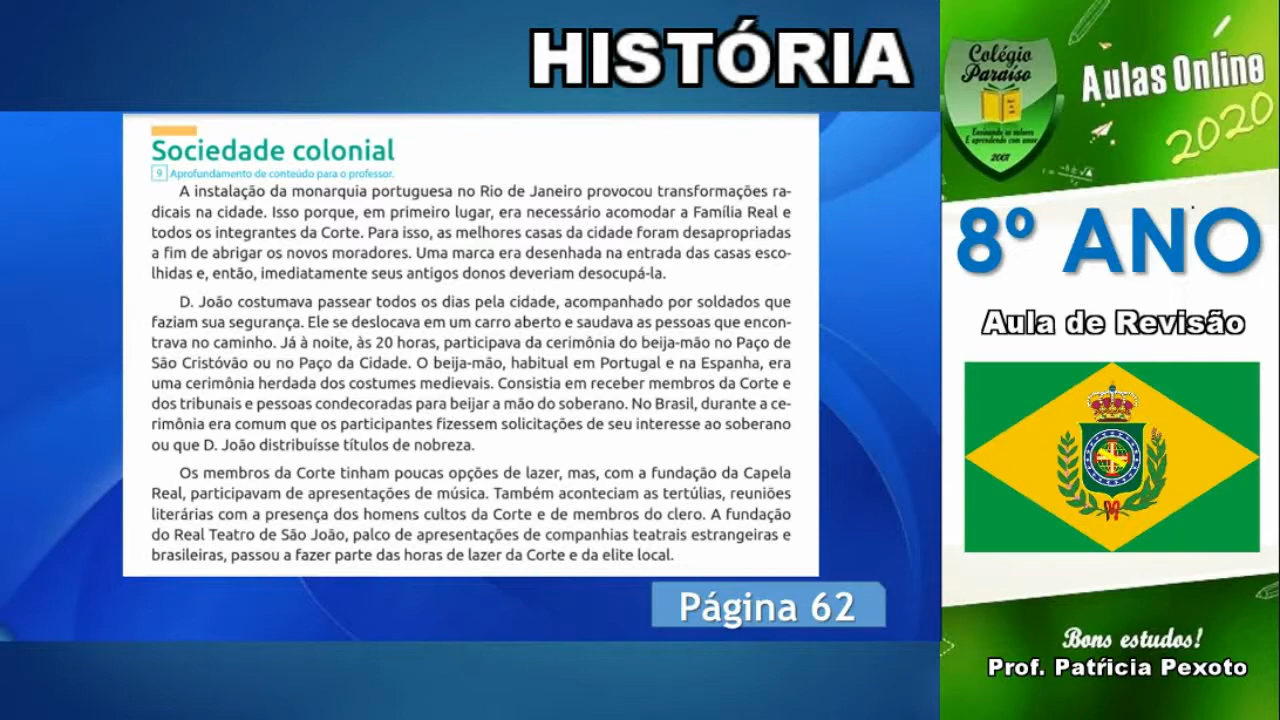 HISTÓRIA
Sociedade colonial
9 Aprofundamento de conteúdo para o professor.
A instalação da monarquia portuguesa no Rio de Janeiro provocou transformações ra-
dicais na cidade. Isso porque, em primeiro lugar, era necessário acomodar a Família Real e
todos os integrantes da Corte. Para isso, as melhores casas da cidade foram desapropriadas
a fim de abrigar os novos moradores. Uma marca era desenhada na entrada das casas esco-
lhidas e, então, imediatamente seus antigos donos deveriam desocupá-la.
D. João costumava passear todos os dias pela cidade, acompanhado por soldados que
faziam sua segurança. Ele se deslocava em um carro aberto e saudava as pessoas que encon-
trava no caminho. Já à noite, às 20 horas, participava da cerimônia do beija-mão no Paço de
São Cristóvão ou no Paço da Cidade. O beija-mão, habitual em Portugal e na Espanha, era
uma cerimônia herdada dos costumes medievais. Consistia em receber membros da Corte e
dos tribunais e pessoas condecoradas para beijar a mão do soberano. No Brasil, durante a ce-
rimônia era comum que os participantes fizessem solicitações de seu interesse ao soberano
ou que D. João distribuísse títulos de nobreza.
Os membros da Corte tinham poucas opções de lazer, mas, com a fundação da Capela
Real, participavam de apresentações de música. Também aconteciam as tertúlias, reuniões
literárias com a presença dos homens cultos da Corte e de membros do clero. A fundação
do Real Teatro de São João, palco de apresentações de companhias teatrais estrangeiras e
brasileiras, passou a fazer parte das horas de lazer da Corte e da elite local.
Página 62
Colégio
Paraíso
Ensinando os valores
E aprendendo com amor
2007
Aulas Online
2020
8º ANO
Aula de Revisão
Bons estudos!
Prof. Patrícia Pexoto